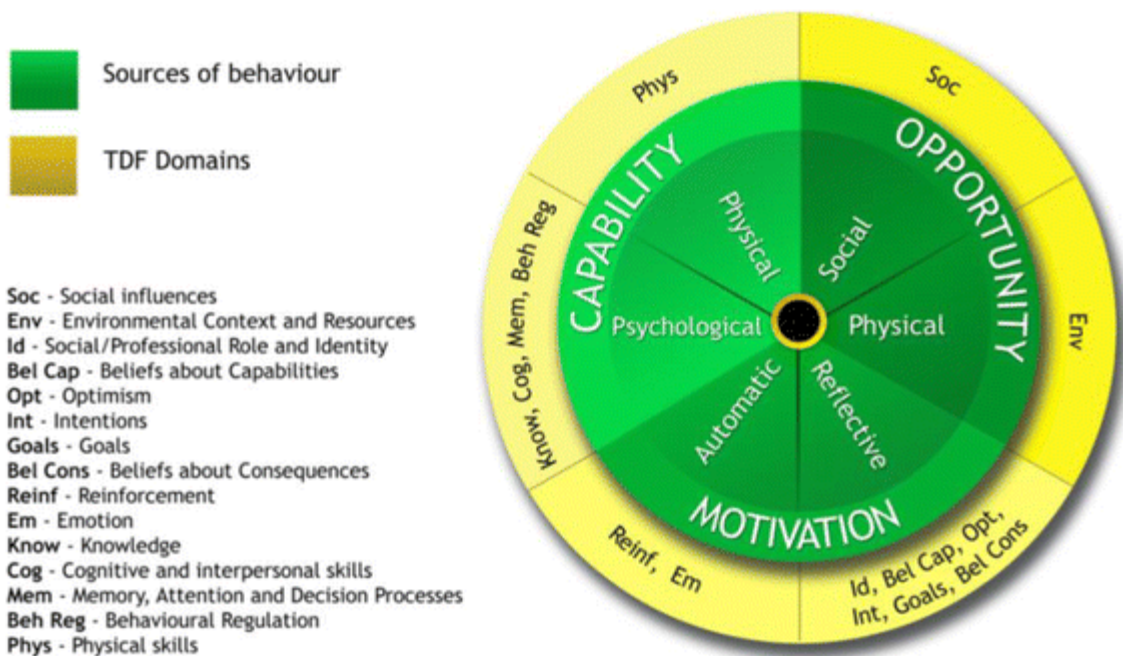 Sources of behaviour
TDF Domains
Soc - Social influences
Env - Environmental Context and Resources
Id - Social/Professional Role and Identity
Bel Cap - Beliefs about Capabilities
Opt - Optimism
Int - Intentions
Goals - Goals
Bel Cons - Beliefs about Consequences
Reinf - Reinforcement
Em - Emotion
Know - Knowledge
Cog - Cognitive and interpersonal skills
Mem - Memory, Attention and Decision Processes
Beh Reg - Behavioural Regulation
Phys - Physical skills
Phys
Soc
Env
Id, Bel Cap, Opt,
Int, Goals, Bel Cons
Reinf, Em
Know, Cog, Mem, Beh Reg
CAPABILITY
OPPORTUNITY
MOTIVATION
Physical
Social
Psychological
Physical
Automatic
Reflective